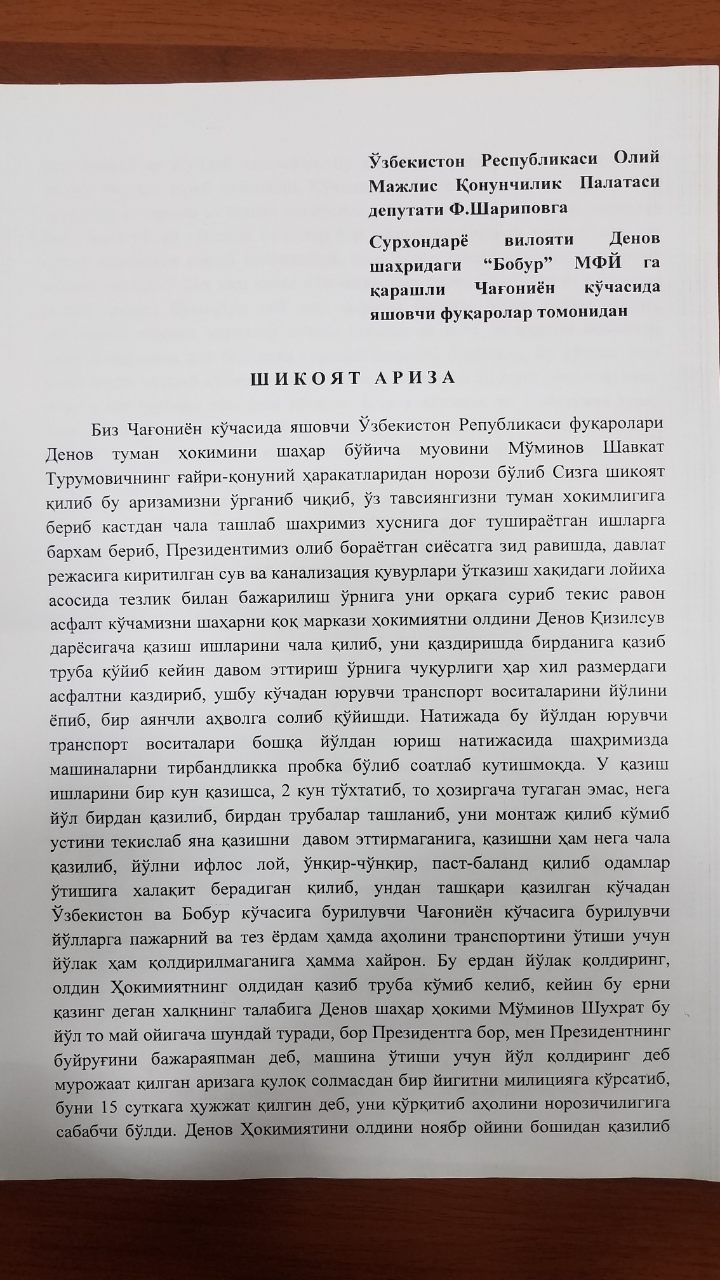 Ўзбекистон Республикаси Олий
Мажлис Қонунчилик Палатаси
депутати Ф.Шариповга
Сурхондарё вилояти Денов
шаҳридаги “Бобур” МФЙ га
қарашли Чағониён кўчасида
яшовчи фуқаролар томонидан
ШИКОЯТ АРИЗА
Биз Чағониён кўчасида яшовчи Ўзбекистон Републикаси фуқаролари
Денов туман хокимини шаҳар бўйича муовини Мўминов Шавкат
Турумовичнинг ғайри-қонуний ҳаракатларидан норози бўлиб Сизга шикоят
қилиб бу аризамизни ўрганиб чиқиб, ўз тавсиянгизни туман хокимлигига
бериб кастдан чала ташлаб шахримиз хуснига доғ тушираётган ишларга
бархам бериб, Президентимиз олиб бораётган сиёсатга зид равишда, давлат
режасига киритилган сув ва канализация қувурлари ўтказиш хақидаги лойиха
асосида тезлик билан бажарилиш ўрнига уни орқага суриб текис равон
асфалт кўчамизни шаҳарни қоқ маркази ҳокимиятни олдини Денов Қизилсув
дарёсигача қазиш ишларини чала қилиб, уни қаздиришда бирданига қазиб
труба қўйиб кейин давом эттириш ўрнига чуқурлиги ҳар хил размердаги
асфалтни қаздириб, ушбу кўчадан юрувчи транспорт воситаларини йўлини
ёпиб, бир аянчли аҳволга солиб қўйишди. Натижада бу йўлдан юрувчи
транспорт воситалари бошқа йўлдан юриш натижасида шаҳримизда
машиналарни тирбандликка пробка бўлиб соатлаб кутишмоқда. У қазиш
ишларини бир кун қазишса, 2 кун тўхтатиб, то ҳозиргача тугаган эмас, нега
йўл бирдан қазилиб, бирдан трубалар ташланиб, уни монтаж қилиб кўмиб
устини текислаб яна қазишни давом эттирмаганига, қазишни ҳам нега чала
қазилиб, йўлни ифлос лой, ўнқир-чўнқир, паст-баланд қилиб одамлар
ўтишига халақит берадиган қилиб, ундан ташқари қазилган кўчадан
Ўзбекистон ва Бобур кўчасига бурилувчи Чағониён кўчасига бурилувчи
йўлларга пажарний ва тез ёрдам ҳамда аҳолини транспортини ўтиши учун
йўлак ҳам қолдирилмаганига ҳамма хайрон. Бу ердан йўлак қолдиринг,
олдин Ҳокимиятнинг олдидан қазиб труба кўмиб келиб, кейин бу ерни
қазинг деган халқнинг талабига Денов шаҳар ҳокими Мўминов Шухрат бу
йўл то май ойигача шундай туради, бор Президентга бор, мен Президентнинг
буйруғини бажараяпман деб, машина ўтиши учун йўл қолдиринг деб
мурожаат қилган аризага қулоқ солмасдан бир йигитни милицияга кўрсатиб,
буни 15 суткага ҳужжат қилгин деб, уни қўрқитиб аҳолини норозичилигига
сабабчи бўлди. Денов Ҳокимиятини олдини ноябр ойини бошидан қазилиб